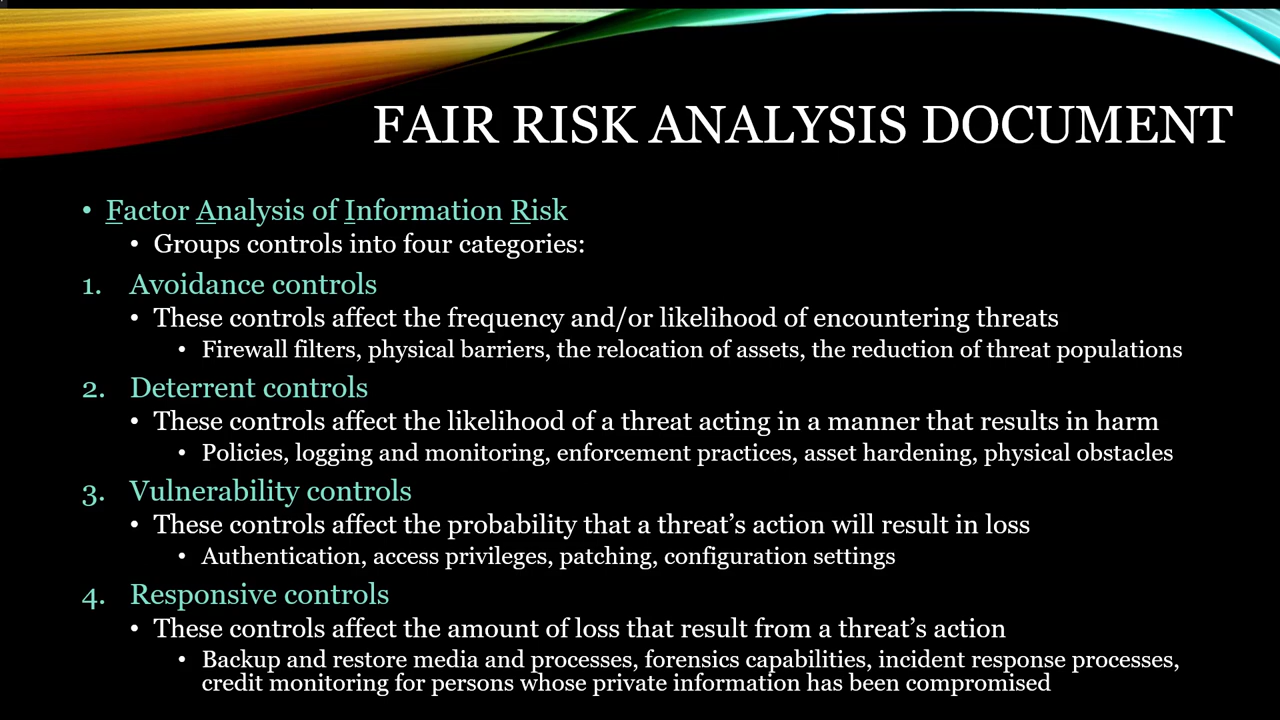 FAIR RISK ANALYSIS DOCUMENT
• Factor Analysis of Information Risk
• Groups controls into four categories:
1. Avoidance controls
• These controls affect the frequency and/or likelihood of encountering threats
• Firewall filters, physical barriers, the relocation of assets, the reduction of threat populations
2. Deterrent controls
• These controls affect the likelihood of a threat acting in a manner that results in harm
• Policies, logging and monitoring, enforcement practices, asset hardening, physical obstacles
3. Vulnerability controls
• These controls affect the probability that a threat’s action will result in loss
• Authentication, access privileges, patching, configuration settings
4. Responsive controls
• These controls affect the amount of loss that result from a threat’s action
• Backup and restore media and processes, forensics capabilities, incident response processes,
credit monitoring for persons whose private information has been compromised